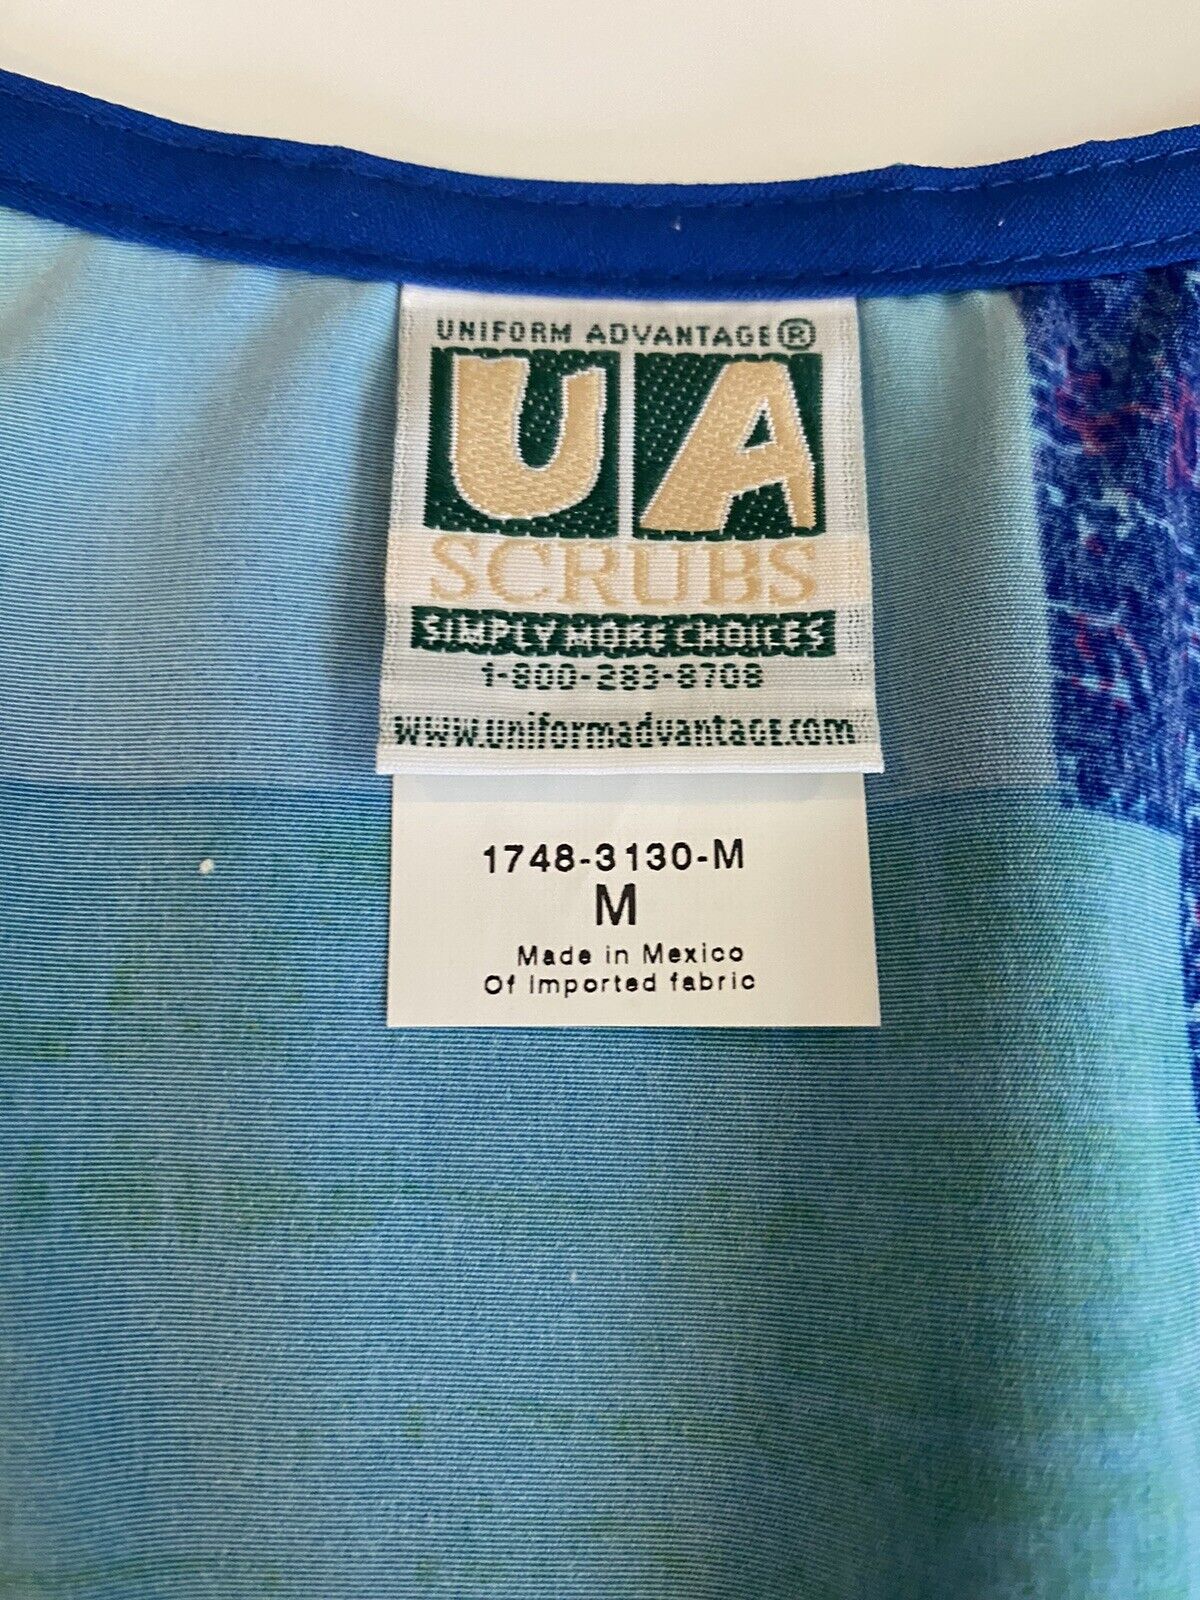 UNIFORM ADVANTAGE®
UA
SCRUBS
SIMPLY MORE CHOICES
1-800-283-8708
www.uniformadvantage.com
1748-3130-M
M
Made in Mexico
Of Imported fabric